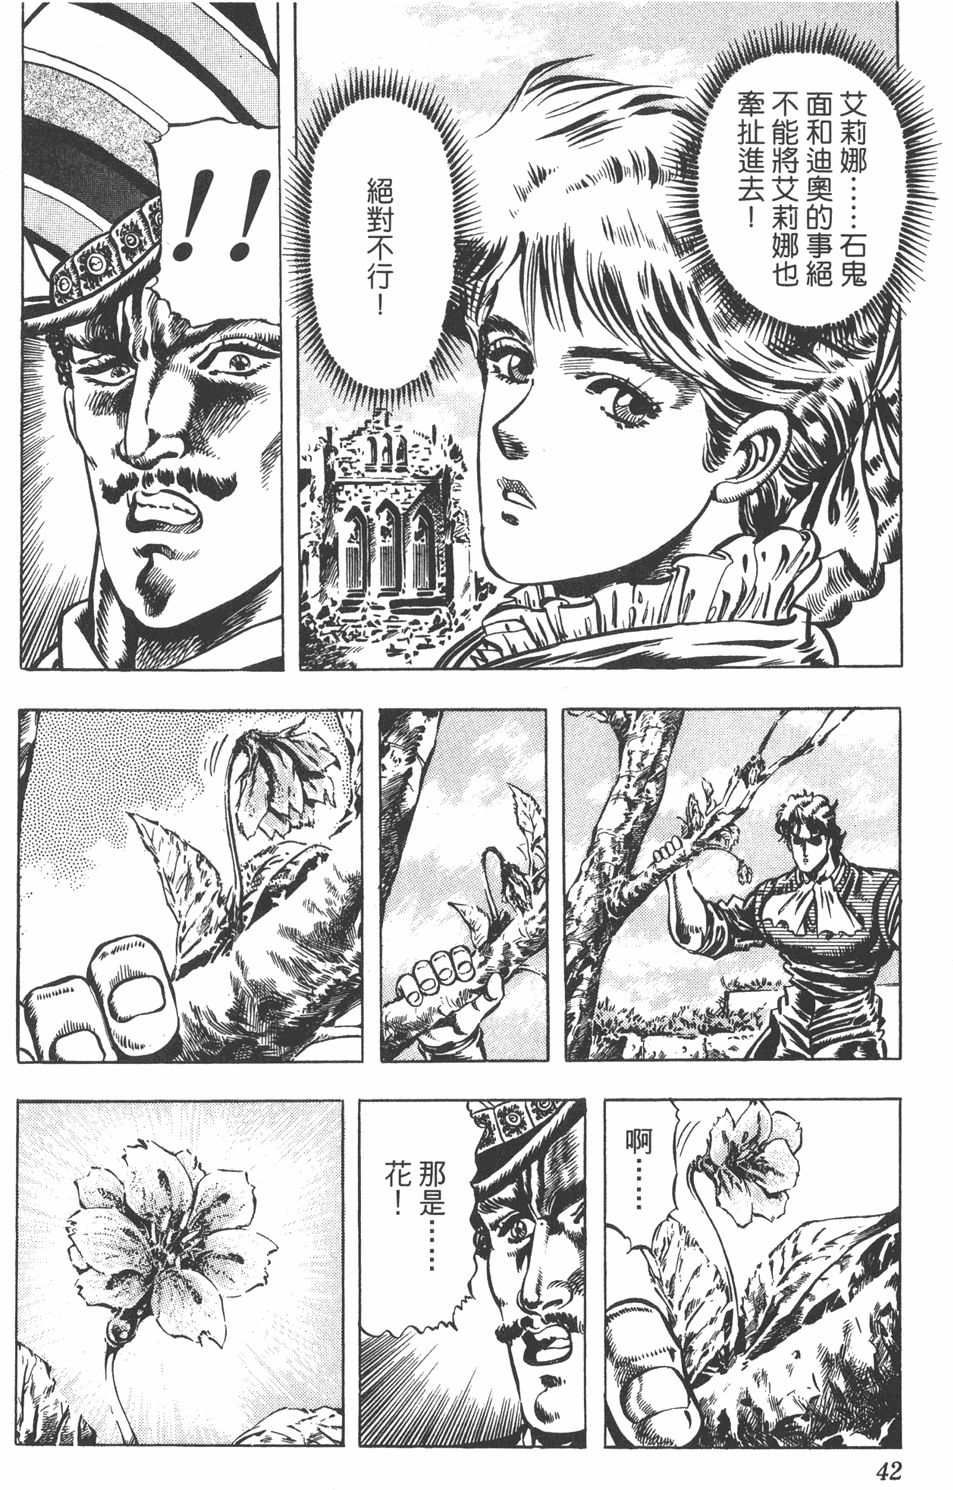 艾莉娜……石鬼
面和迪奧的事絕
不能將艾莉娜也
牽扯進去！
絕對不行！
！！
啊……
那是……
花！
42